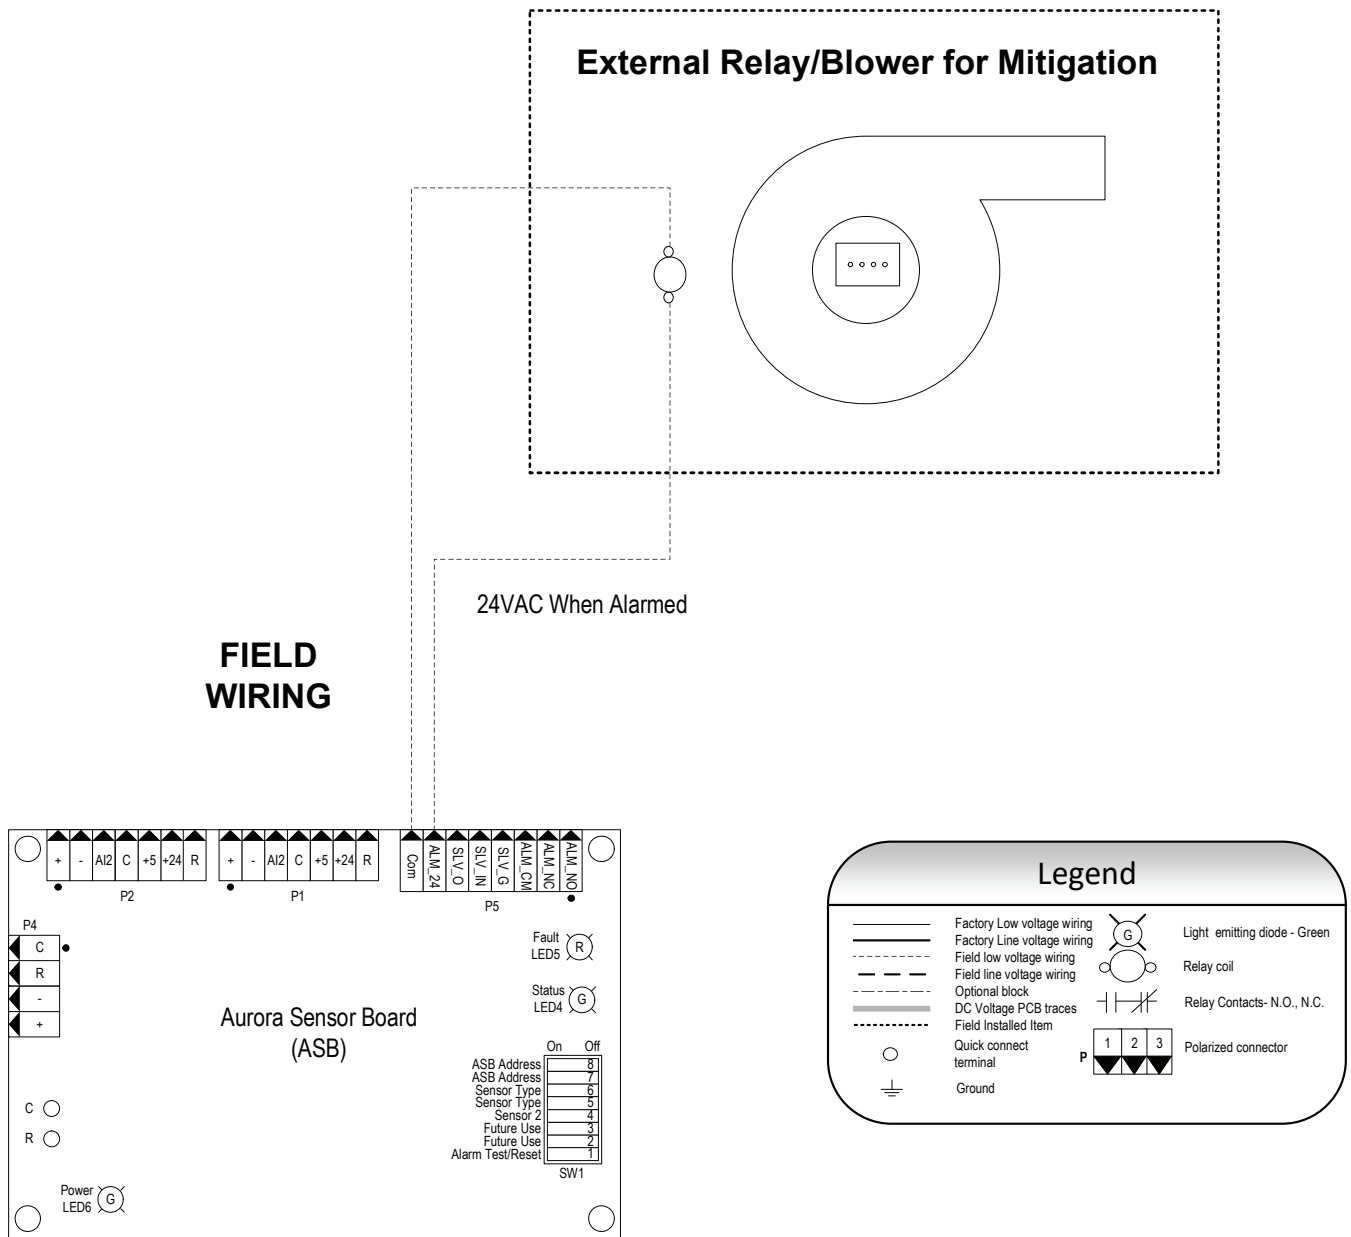 External Relay/Blower for Mitigation
24VAC When Alarmed
FIELD
WIRING
+ - AI2 C +5 +24 R
P2
+ - AI2 C +5 +24 R
P1
Com ALM_24 SLV_O SLV_IN SLV_G ALM_CM ALM_NC ALM_NO
P5
P4
C
R
-
+
Fault
LED5 R
Status
LED4 G
Aurora Sensor Board
(ASB)
On Off
ASB Address 8
ASB Address 7
Sensor Type 6
Sensor Type 5
Sensor 2 4
Future Use 3
Future Use 2
Alarm Test/Reset 1
SW1
C
R
Power
LED6 G
Legend
Factory Low voltage wiring
Factory Line voltage wiring
Field low voltage wiring
Field line voltage wiring
Optional block
DC Voltage PCB traces
Field Installed Item
Quick connect
terminal
Ground
G Light emitting diode - Green
Relay coil
Relay Contacts- N.O., N.C.
P 1 2 3 Polarized connector